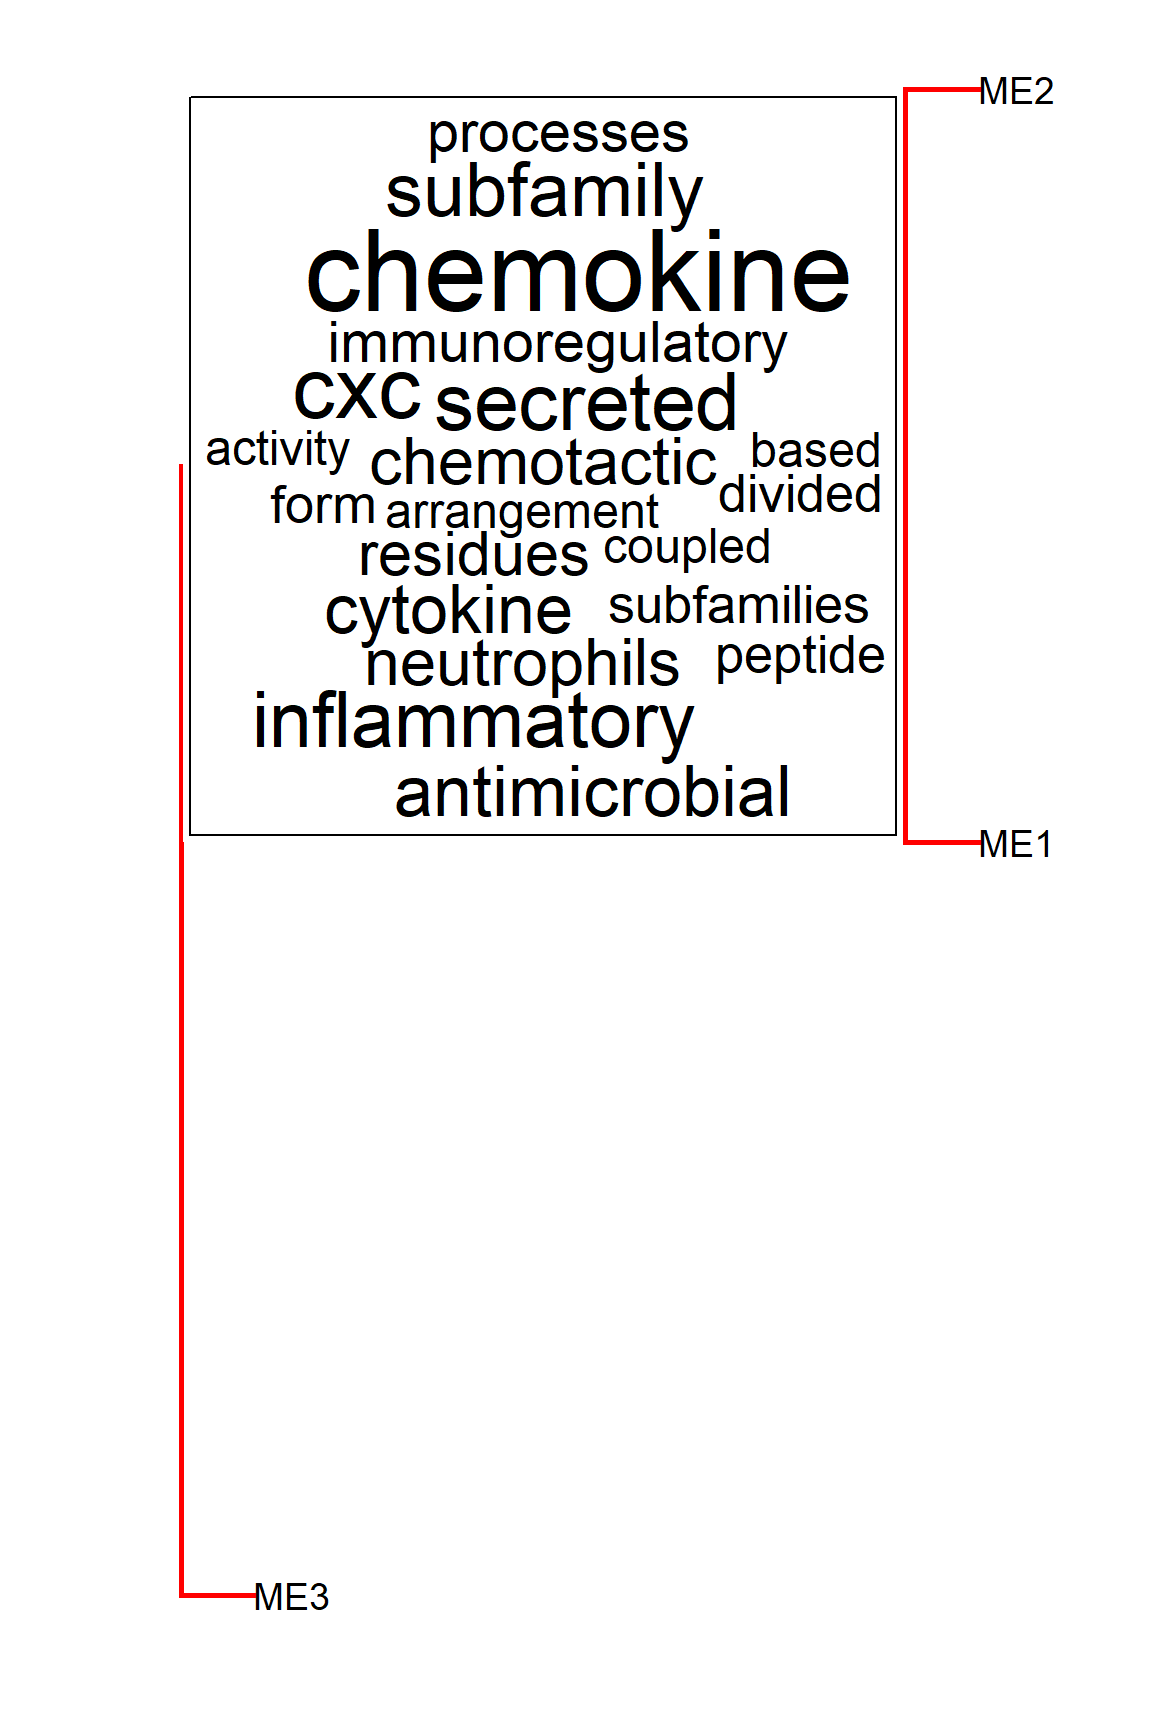 ME2
processes
subfamily
chemokine
immunoregulatory
cxc secreted
activity chemotactic based
form arrangement divided
residues coupled
cytokine subfamilies
neutrophils peptide
inflammatory
antimicrobial
ME1
ME3